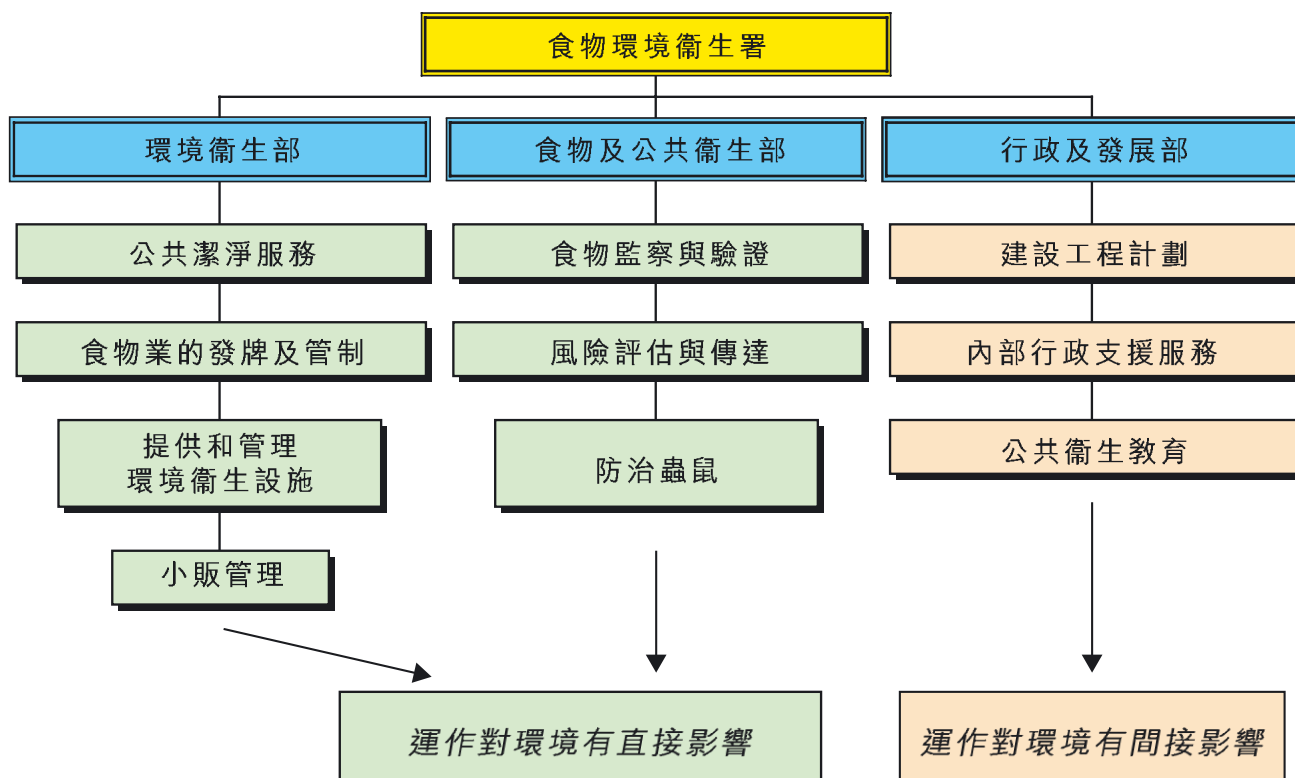 食物環境衞生署
環境衞生部
食物及公共衞生部
行政及發展部
公共潔淨服務
食物監察與驗證
建設工程計劃
食物業的發牌及管制
風險評估與傳達
內部行政支援服務
提供和管理
環境衞生設施
防治蟲鼠
公共衞生教育
小販管理
運作對環境有直接影響
運作對環境有間接影響